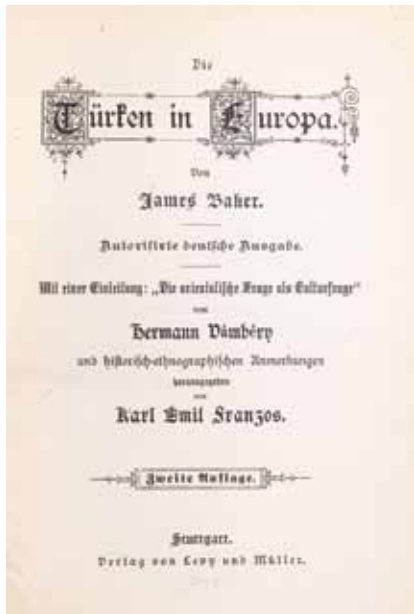 Die
Türken in Europa.
Von
James Baker.
Autorisirte deutsche Ausgabe.
Mit einer Einleitung: „Die orientalische Frage als Culturfrage“
von
Hermann Vámbéry
und historisch-ethnographischen Anmerkungen
herausgegeben
von
Karl Emil Franzos.
Zweite Auflage.
Stuttgart.
Verlag von Levy und Müller.